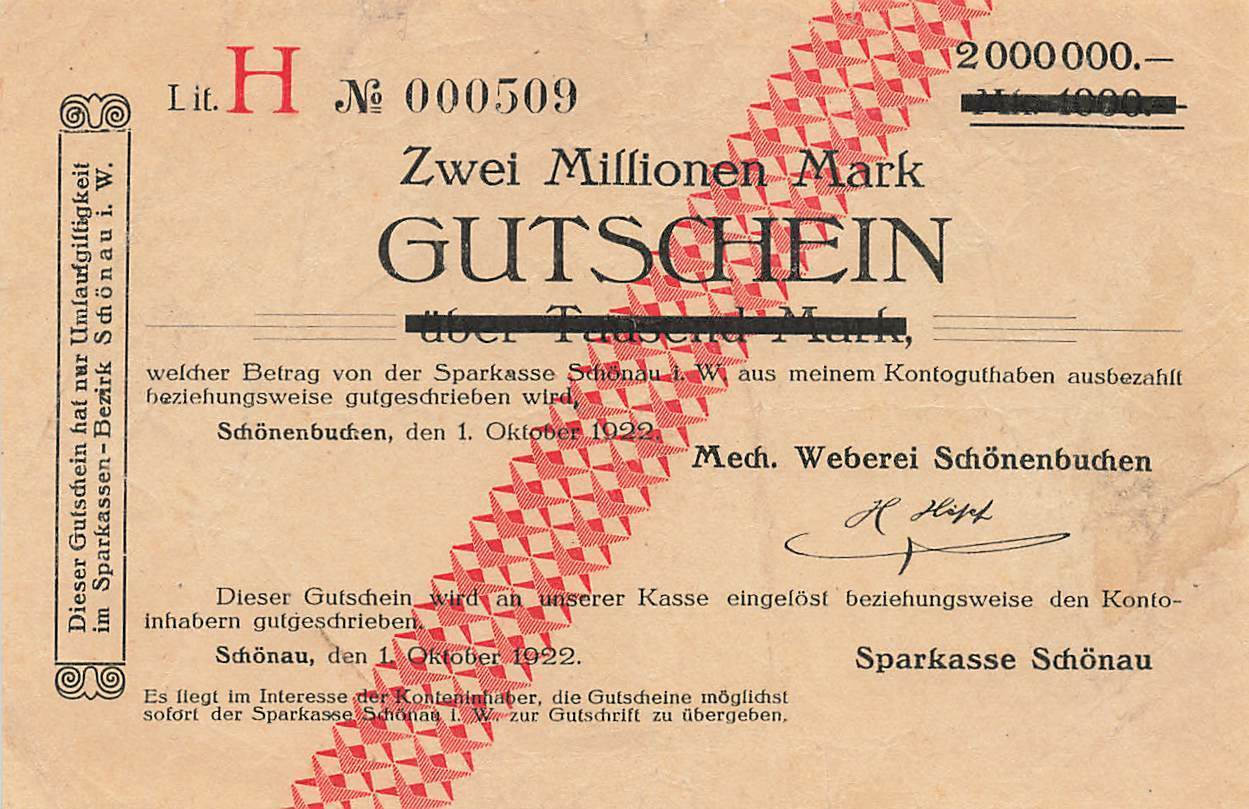 Lit. H № 000509
2000000.—
Mk. 1000.—
Zwei Millionen Mark
GUTSCHEIN
über Tausend Mark,
welcher Betrag von der Sparkasse Schönau i. W. aus meinem Kontoguthaben ausbezahlt
beziehungsweise gutgeschrieben wird.
Schönenbuchen, den 1. Oktober 1922.
Mech. Weberei Schönenbuchen
Dieser Gutschein wird an unserer Kasse eingelöst beziehungsweise den Konto-
inhabern gutgeschrieben.
Schönau, den 1. Oktober 1922.
Sparkasse Schönau
Es liegt im Interesse der Konteninhaber, die Gutscheine möglichst
sofort der Sparkasse Schönau i. W. zur Gutschrift zu übergeben.
Dieser Gutschein hat nur Umlaufgiltigkeit
im Sparkassen-Bezirk Schönau i. W.